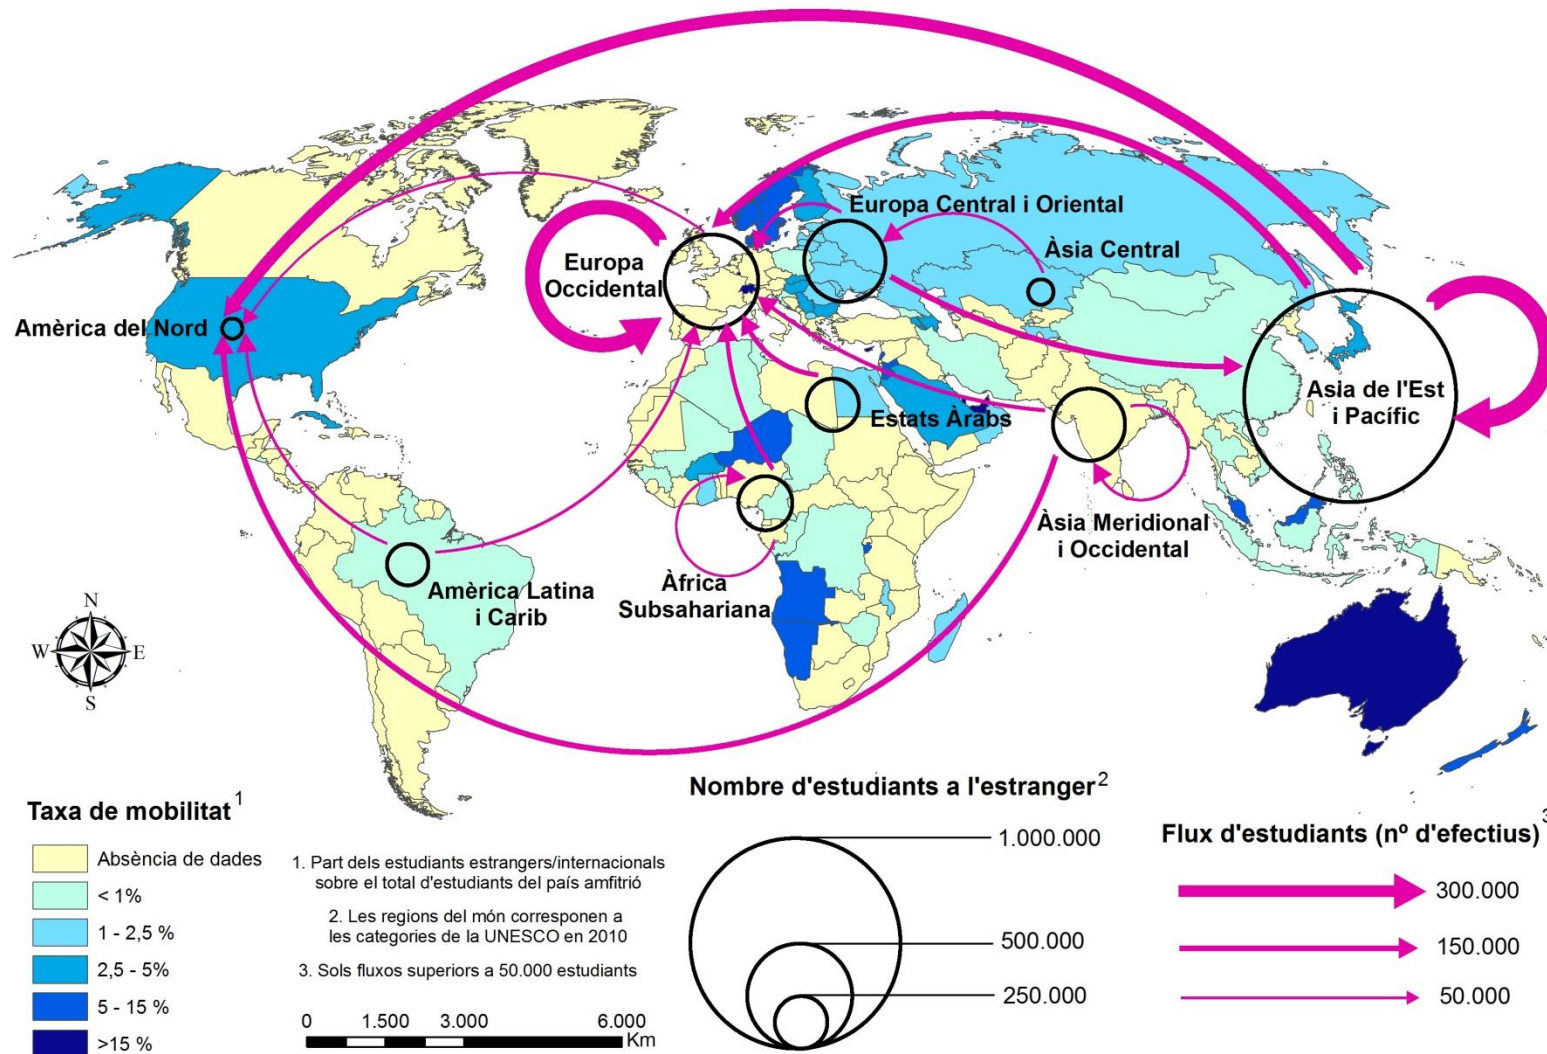 Europa Central i Oriental
Àsia Central
Europa
Occidental
Amèrica del Nord
Asia de l'Est
i Pacífic
Estats Àrabs
Àsia Meridional
i Occidental
Àfrica
Subsahariana
Amèrica Latina
i Carib
N
W
E
S
Taxa de mobilitat 1
Absència de dades
< 1%
1 - 2,5 %
2,5 - 5%
5 - 15 %
>15 %
1. Part dels estudiants estrangers/internacionals
sobre el total d'estudiants del país amfitrió
2. Les regions del món corresponen a
les categories de la UNESCO en 2010
3. Sols fluxos superiors a 50.000 estudiants
0 1.500 3.000 6.000
Km
Nombre d'estudiants a l'estranger 2
1.000.000
500.000
250.000
Flux d'estudiants (nº d'efectius) 3
300.000
150.000
50.000